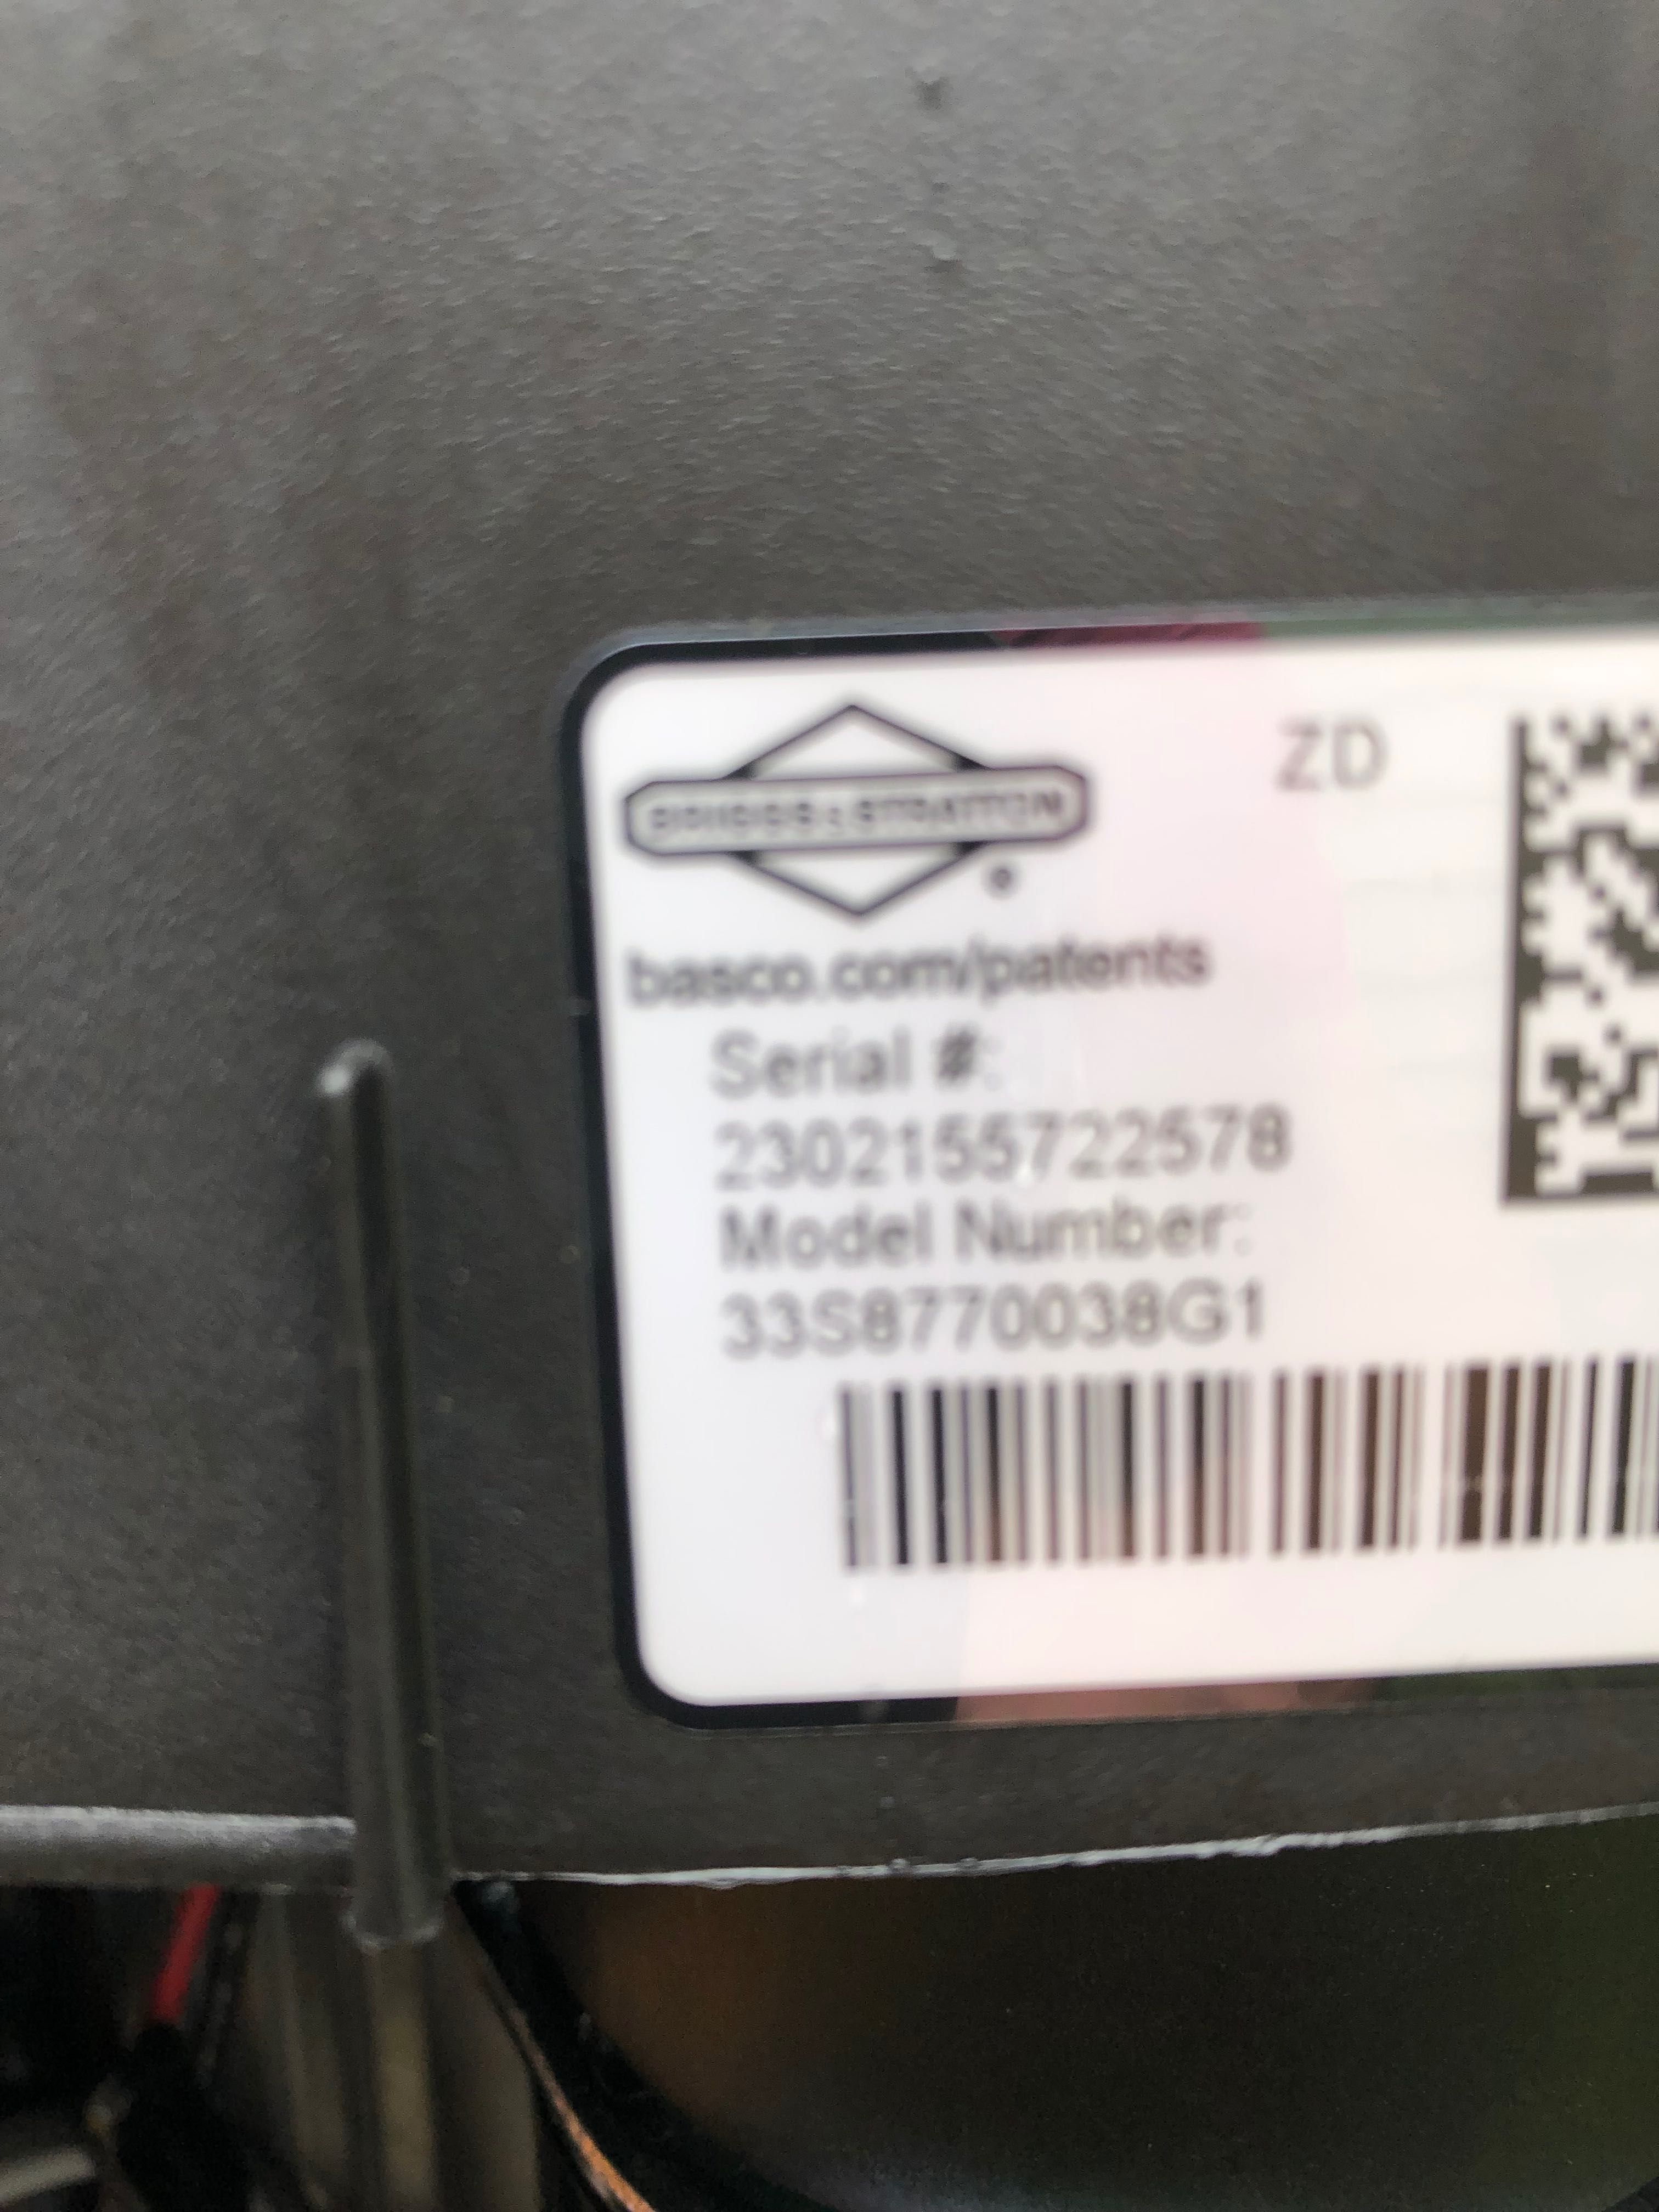 BRIGGS & STRATTON
ZD
®
basco.com/patents
Serial #:
2302155722578
Model Number:
33S8770038G1